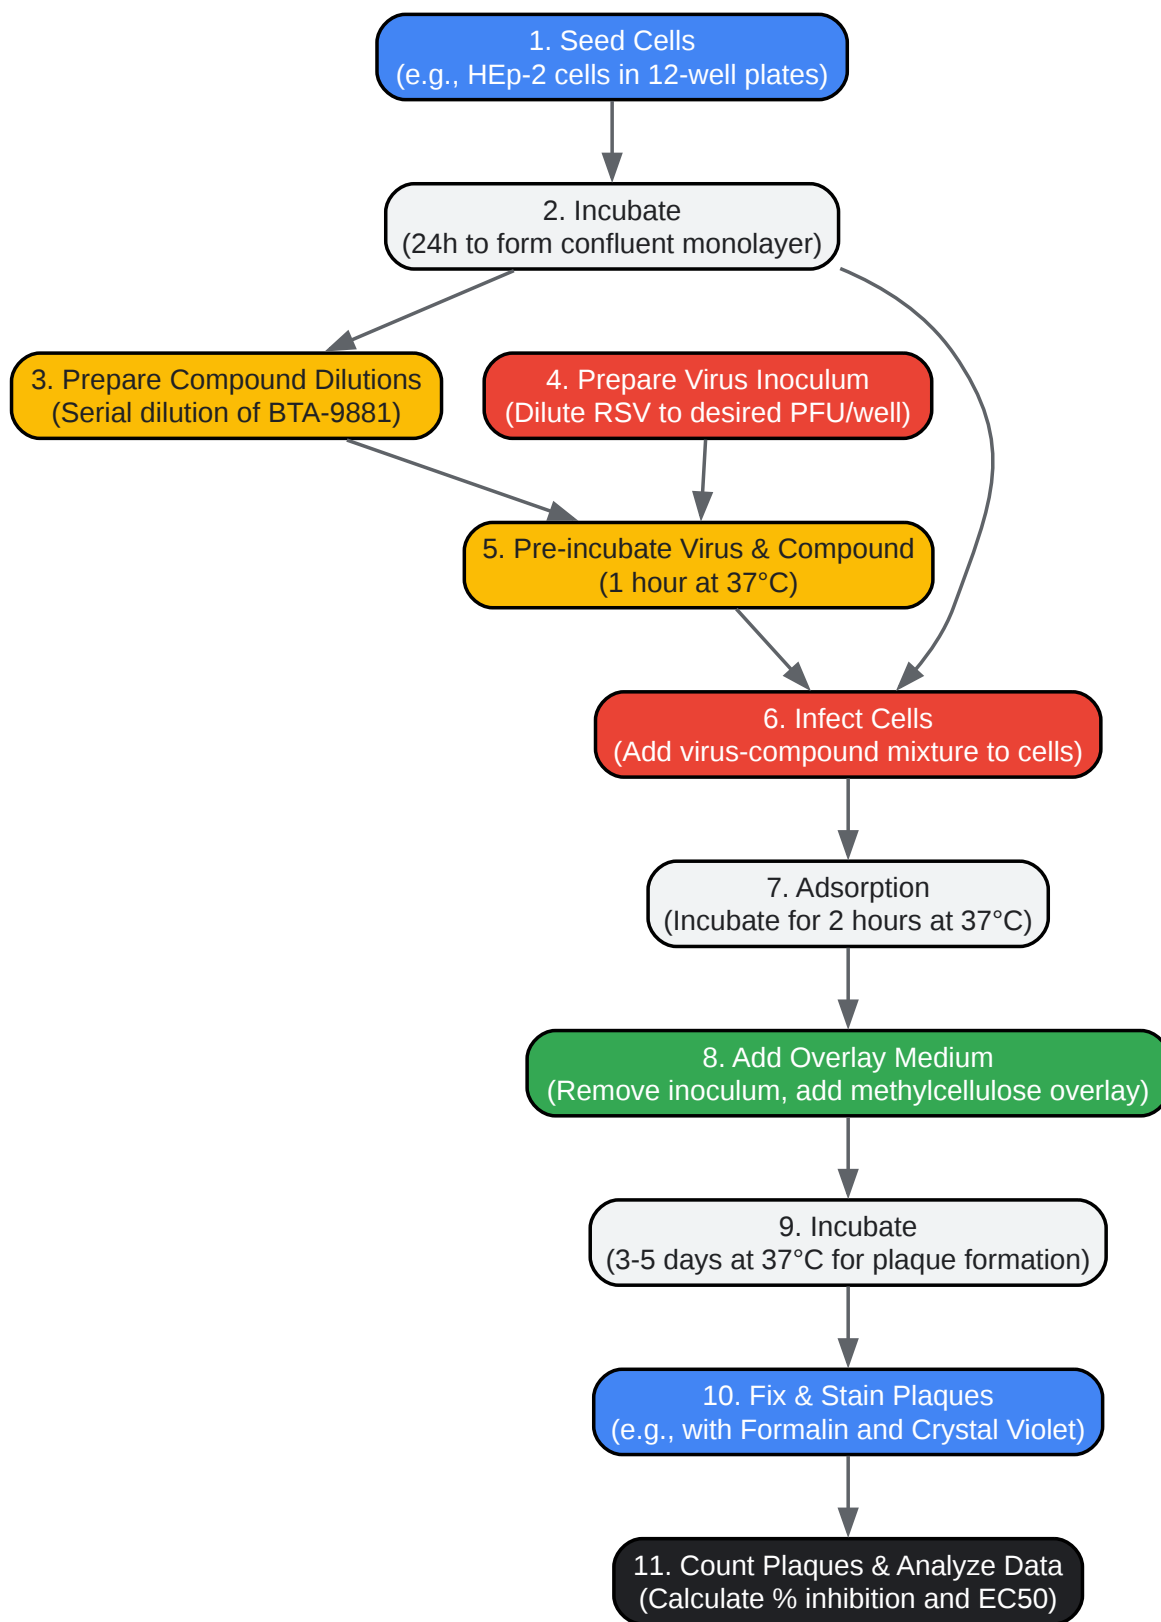 1. Seed Cells
(e.g., HEp-2 cells in 12-well plates)
2. Incubate
(24h to form confluent monolayer)
3. Prepare Compound Dilutions
(Serial dilution of BTA-9881)
4. Prepare Virus Inoculum
(Dilute RSV to desired PFU/well)
5. Pre-incubate Virus & Compound
(1 hour at 37°C)
6. Infect Cells
(Add virus-compound mixture to cells)
7. Adsorption
(Incubate for 2 hours at 37°C)
8. Add Overlay Medium
(Remove inoculum, add methylcellulose overlay)
9. Incubate
(3-5 days at 37°C for plaque formation)
10. Fix & Stain Plaques
(e.g., with Formalin and Crystal Violet)
11. Count Plaques & Analyze Data
(Calculate % inhibition and EC50)